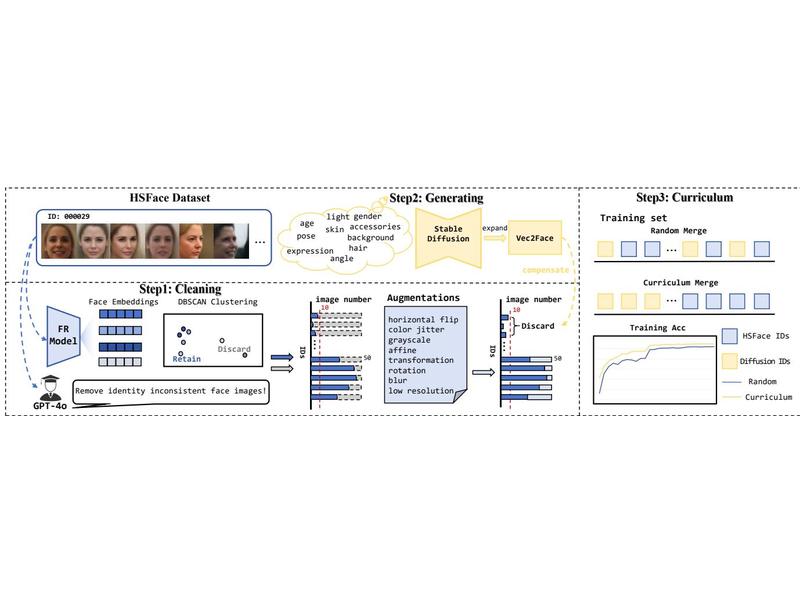 HSFace Dataset
ID: 000029
...
Step2: Generating
age
light
gender
pose
skin
accessories
background
expression
hair
angle
Stable
Diffusion
expand
Vec2Face
compensate
Step1: Cleaning
Face Embeddings
DBSCAN Clustering
FR
Model
Retain
Discard
GPT-4o
Remove identity inconsistent face images!
image number
10
IDs
50
Augmentations
horizontal flip
color jitter
grayscale
affine
transformation
rotation
blur
low resolution
image number
10
Discard
IDs
50
Step3: Curriculum
Training set
Random Merge
...
Curriculum Merge
...
Training Acc
HSFace IDs
Diffusion IDs
Random
Curriculum